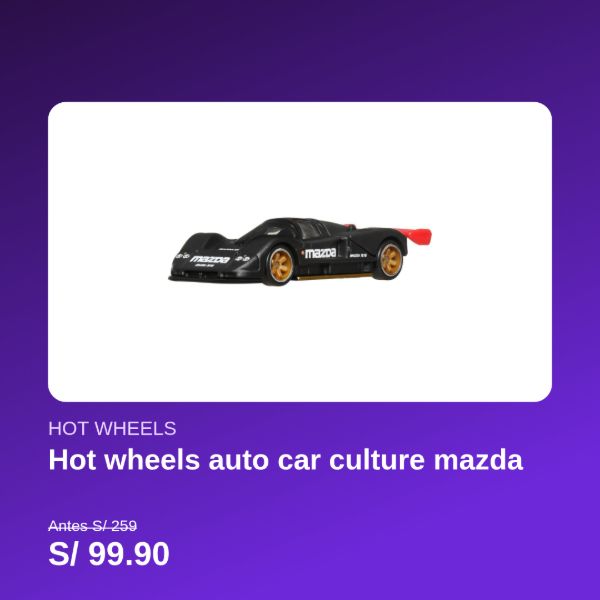 mazda
mazda
HOT WHEELS
Hot wheels auto car culture mazda
Antes S/ 259
S/ 99.90